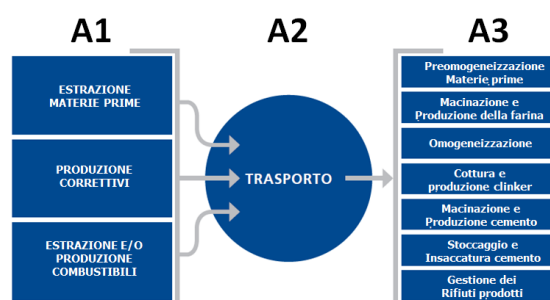 A1
A2
A3
ESTRAZIONE
MATERIE PRIME
PRODUZIONE
CORRETTIVI
ESTRAZIONE E/O
PRODUZIONE
COMBUSTIBILI
TRASPORTO
Preomogeneizzazione
Materie prime
Macinazione e
Produzione della farina
Omogeneizzazione
Cottura e
produzione clinker
Macinazione e
Produzione cemento
Stoccaggio e
Insaccatura cemento
Gestione dei
Rifiuti prodotti